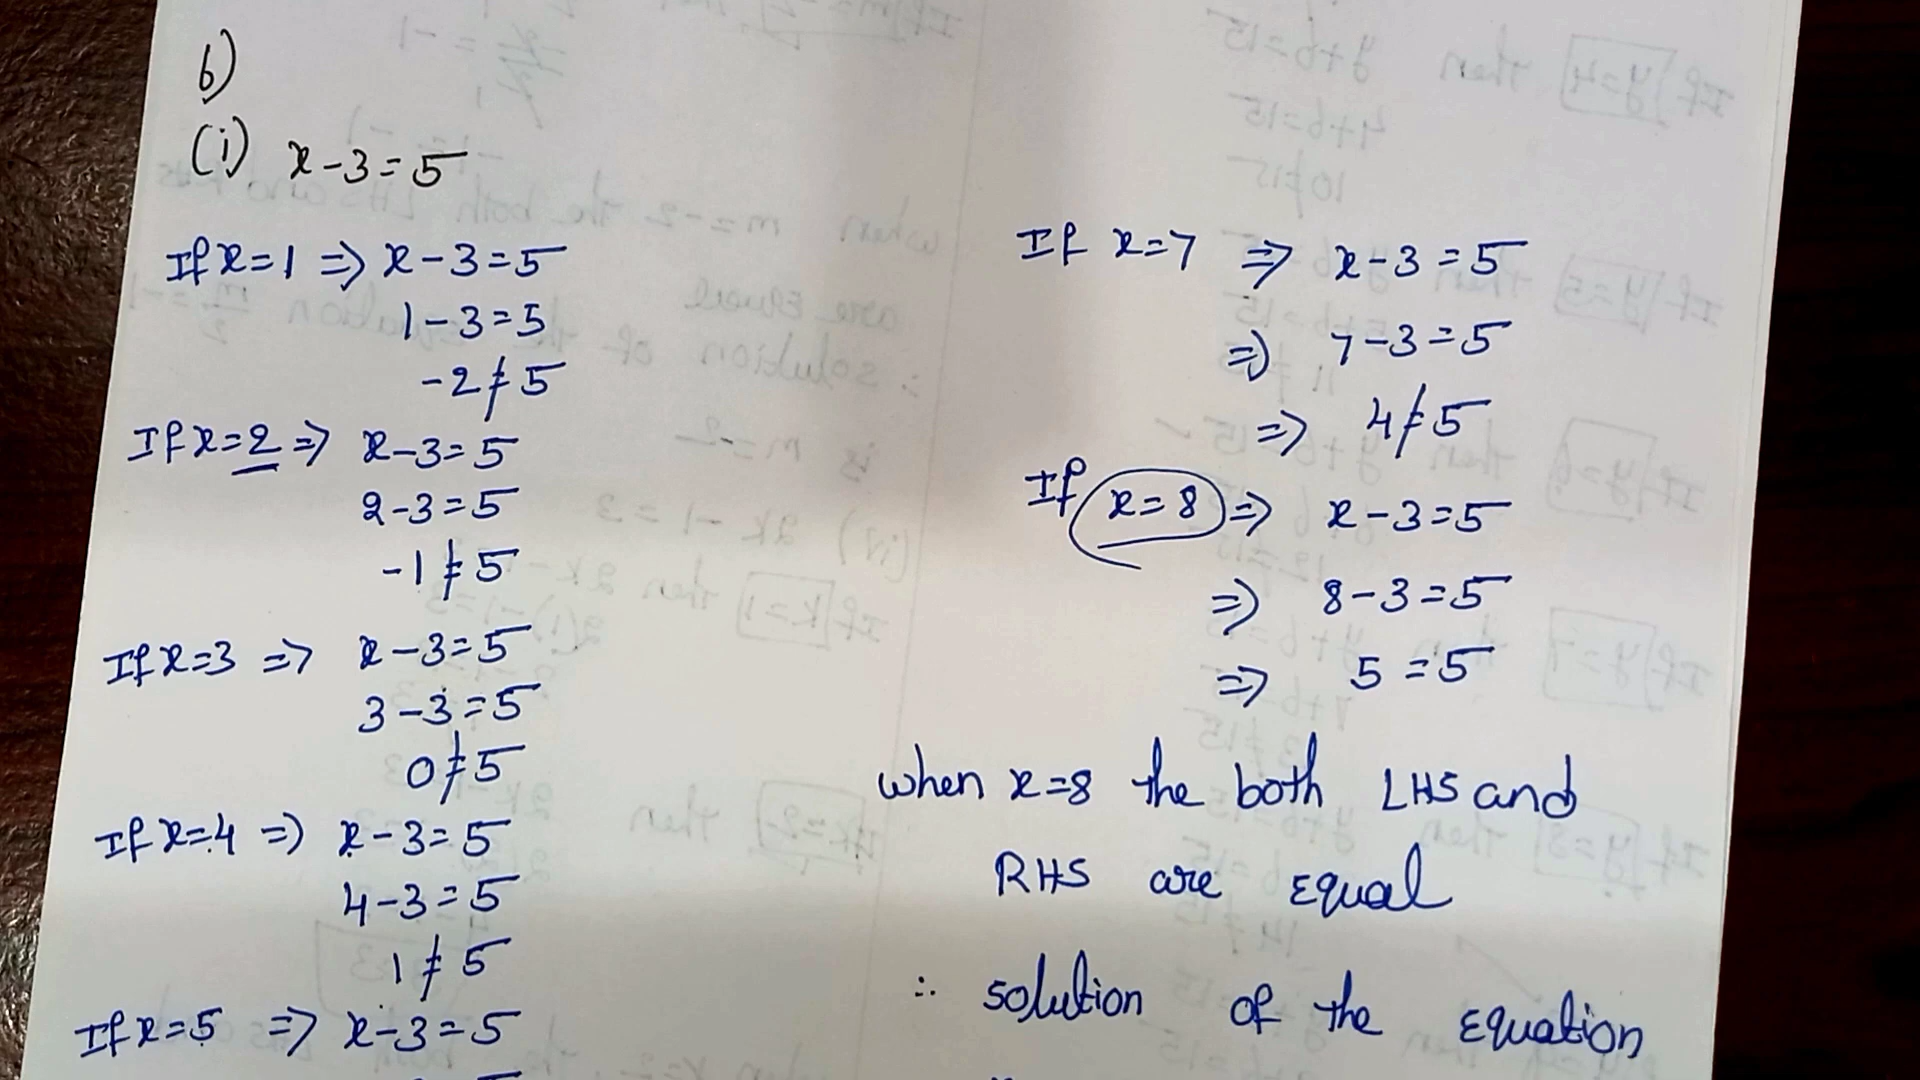 6)
(i) x-3=5
If x=1 => x-3=5
1-3=5
-2≠5
If x=2 => x-3=5
2-3=5
-1≠5
If x=3 => x-3=5
3-3=5
0≠5
If x=4 => x-3=5
4-3=5
1≠5
If x=5 => x-3=5
If x=7 => x-3=5
=> 7-3=5
=> 4≠5
If x=8 => x-3=5
=> 8-3=5
=> 5=5
when x=8 the both LHS and
RHS are equal
∴ solution of the equation